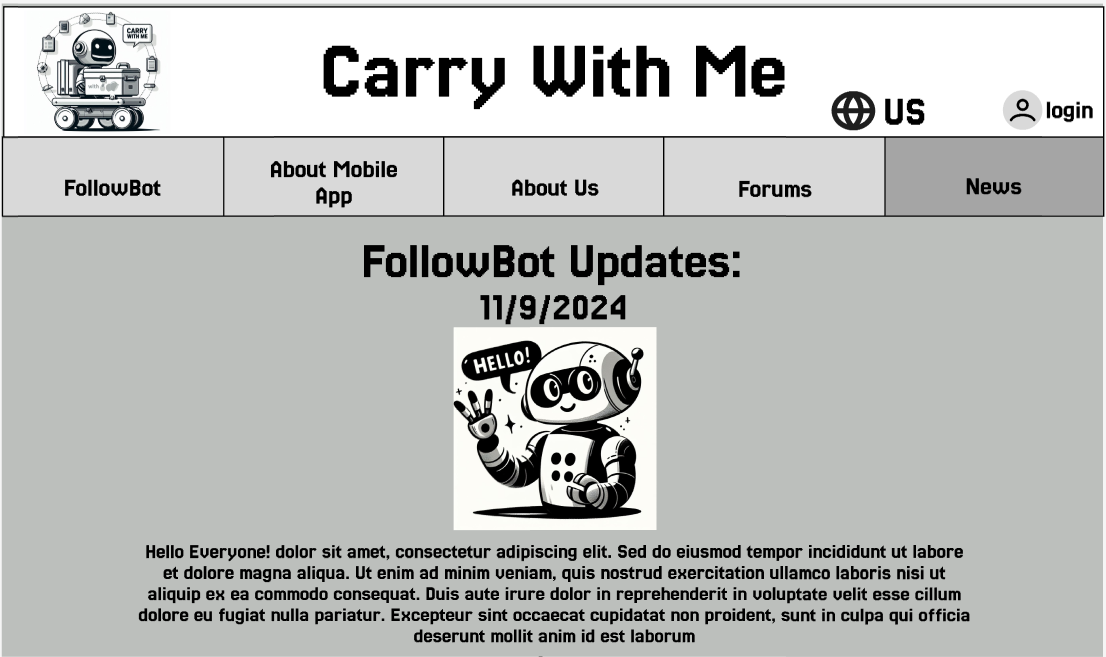 CARRY
WITH ME
Carry With Me
US
login
FollowBot
About Mobile
App
About Us
Forums
News
FollowBot Updates:
11/9/2024
HELLO!
Hello Everyone! dolor sit amet, consectetur adipiscing elit. Sed do eiusmod tempor incididunt ut labore
et dolore magna aliqua. Ut enim ad minim veniam, quis nostrud exercitation ullamco laboris nisi ut
aliquip ex ea commodo consequat. Duis aute irure dolor in reprehenderit in voluptate velit esse cillum
dolore eu fugiat nulla pariatur. Excepteur sint occaecat cupidatat non proident, sunt in culpa qui officia
deserunt mollit anim id est laborum